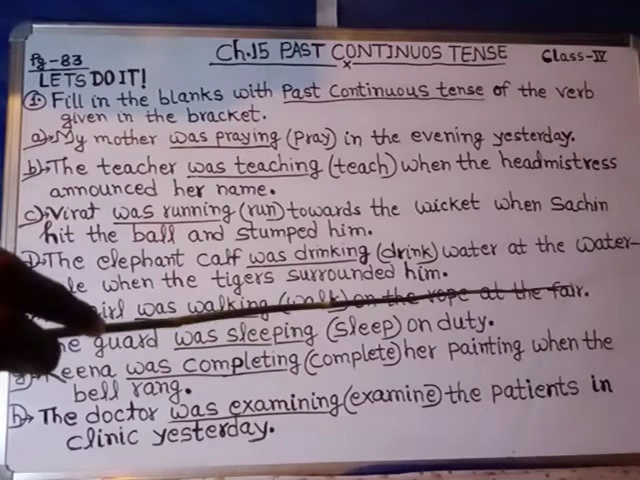 Pg-83 Ch.15 PAST CONTINUOS TENSE Class-IV
LETS DO IT!
① Fill in the blanks with Past Continuous tense of the verb
given in the bracket.
a) My mother was praying (Pray) in the evening yesterday.
b) The teacher was teaching (teach) when the headmistress
announced her name.
c) Virat was running (run) towards the wicket when Sachin
hit the ball and stumped him.
D) The elephant calf was drinking (drink) water at the water-
le when the tigers surrounded him.
girl was walking (walk) on the rope at the fair.
he guard was sleeping (sleep) on duty.
g) Reena was completing (complete) her painting when the
bell rang.
h) The doctor was examining (examine) the patients in
clinic yesterday.